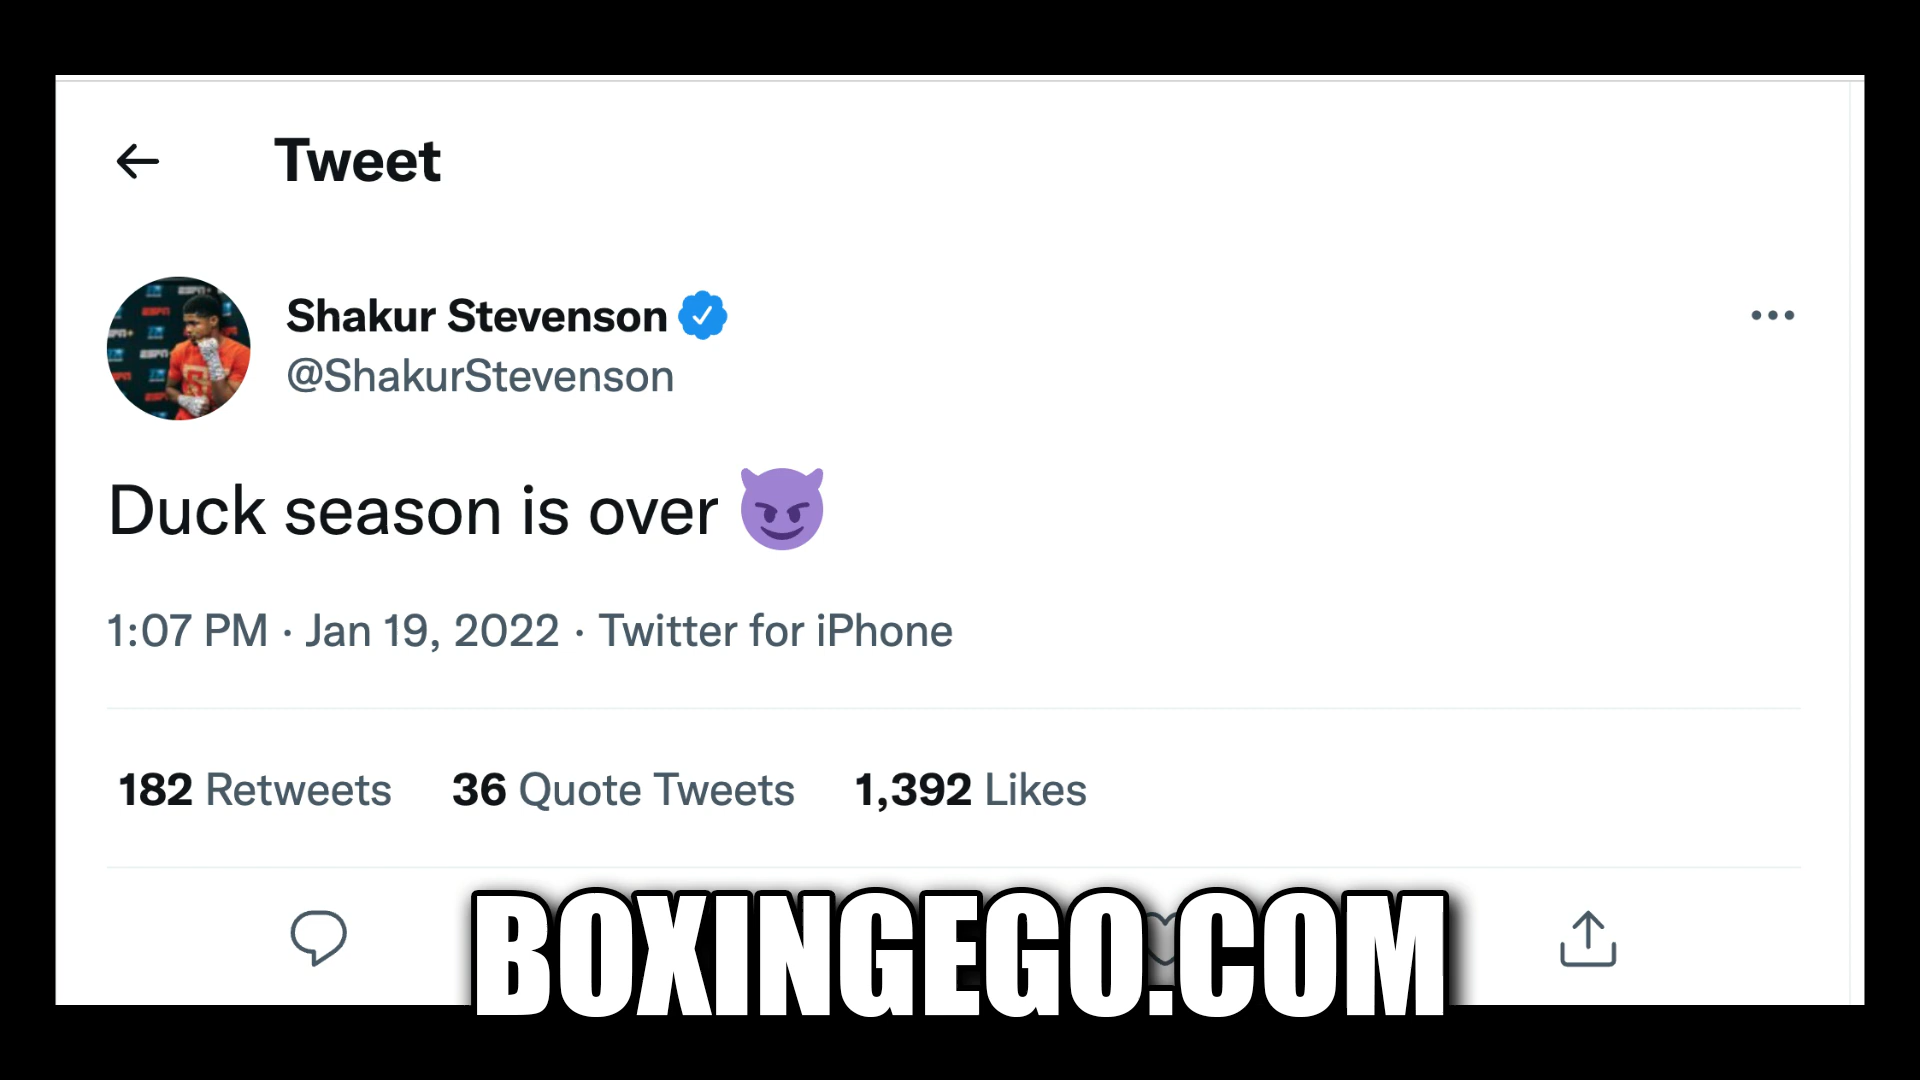 Tweet
Shakur Stevenson
@ShakurStevenson
Duck season is over 😈
1:07 PM · Jan 19, 2022 · Twitter for iPhone
182 Retweets 36 Quote Tweets 1,392 Likes
BOXINGEGO.COM